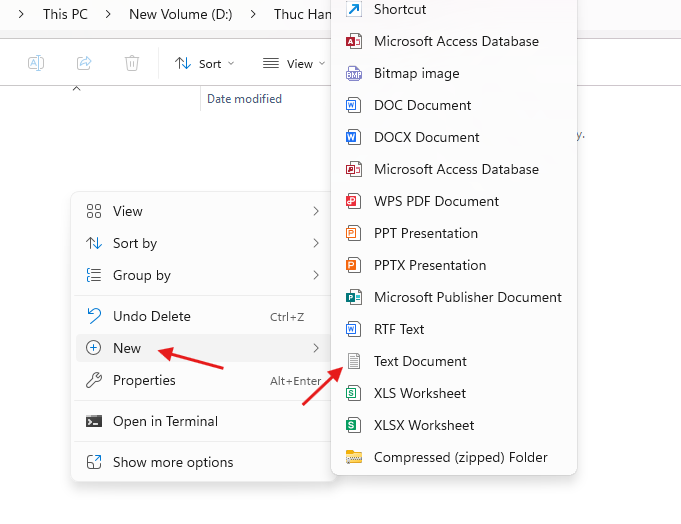 This PC
New Volume (D:)
Thuc Han
Sort
View
Date modified
y.
View
Sort by
Group by
Undo Delete Ctrl+Z
New
Properties Alt+Enter
Open in Terminal
Show more options
Shortcut
Microsoft Access Database
BMP Bitmap image
DOC Document
DOCX Document
Microsoft Access Database
WPS PDF Document
PPT Presentation
PPTX Presentation
Microsoft Publisher Document
RTF Text
Text Document
XLS Worksheet
XLSX Worksheet
Compressed (zipped) Folder